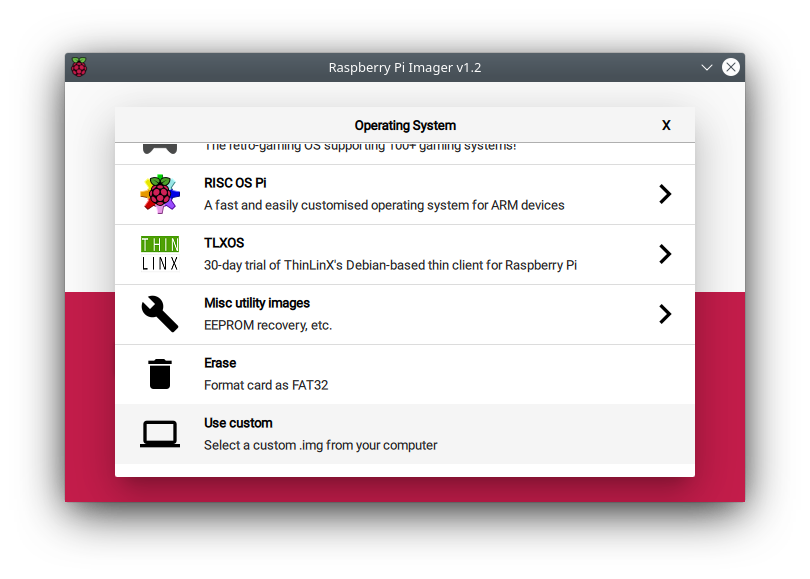 Raspberry Pi Imager v1.2
Operating System
X
The retro-gaming OS supporting 100+ gaming systems!
RISC OS Pi
A fast and easily customised operating system for ARM devices
THIN
LINX
TLXOS
30-day trial of ThinLinX's Debian-based thin client for Raspberry Pi
Misc utility images
EEPROM recovery, etc.
Erase
Format card as FAT32
Use custom
Select a custom .img from your computer